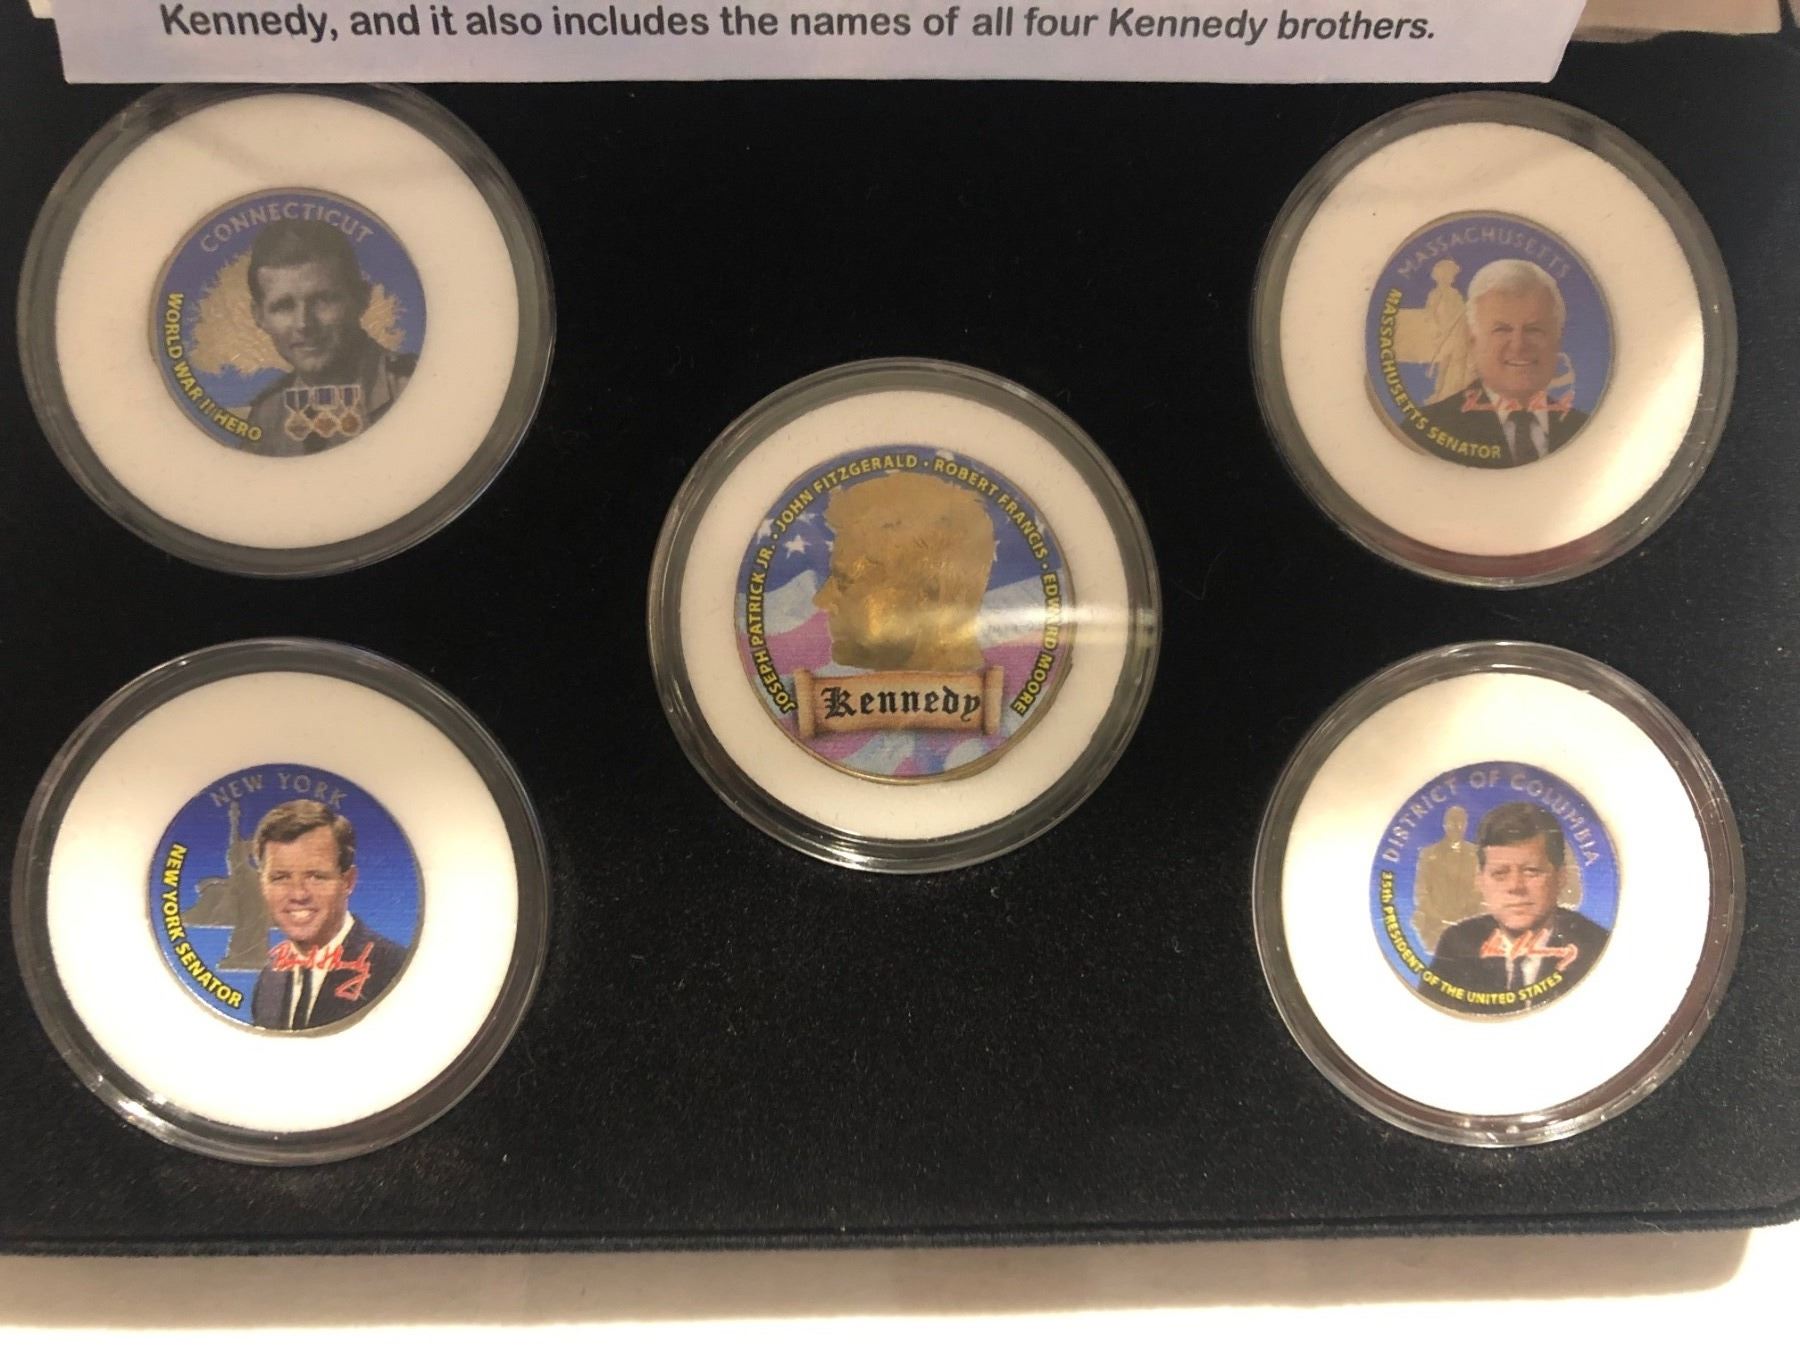 Kennedy, and it also includes the names of all four Kennedy brothers.
CONNECTICUT
WORLD WAR II HERO
MASSACHUSETTS
MASSACHUSETTS SENATOR
JOSEPH PATRICK JR. • JOHN FITZGERALD • ROBERT FRANCIS • EDWARD MOORE
Kennedy
NEW YORK
NEW YORK SENATOR
DISTRICT OF COLUMBIA
35th PRESIDENT OF THE UNITED STATES